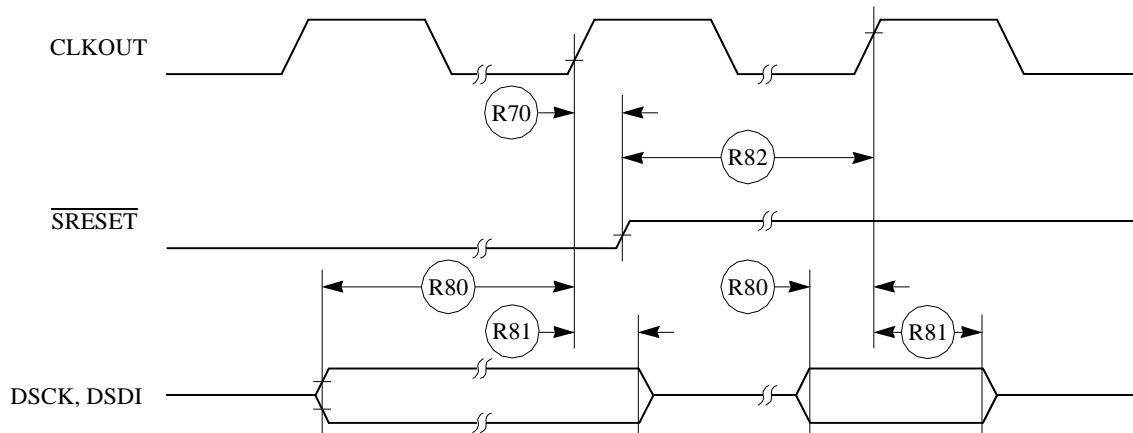 CLKOUT
R70
R82
SRESET
R80
R80
R81
R81
DSCK, DSDI